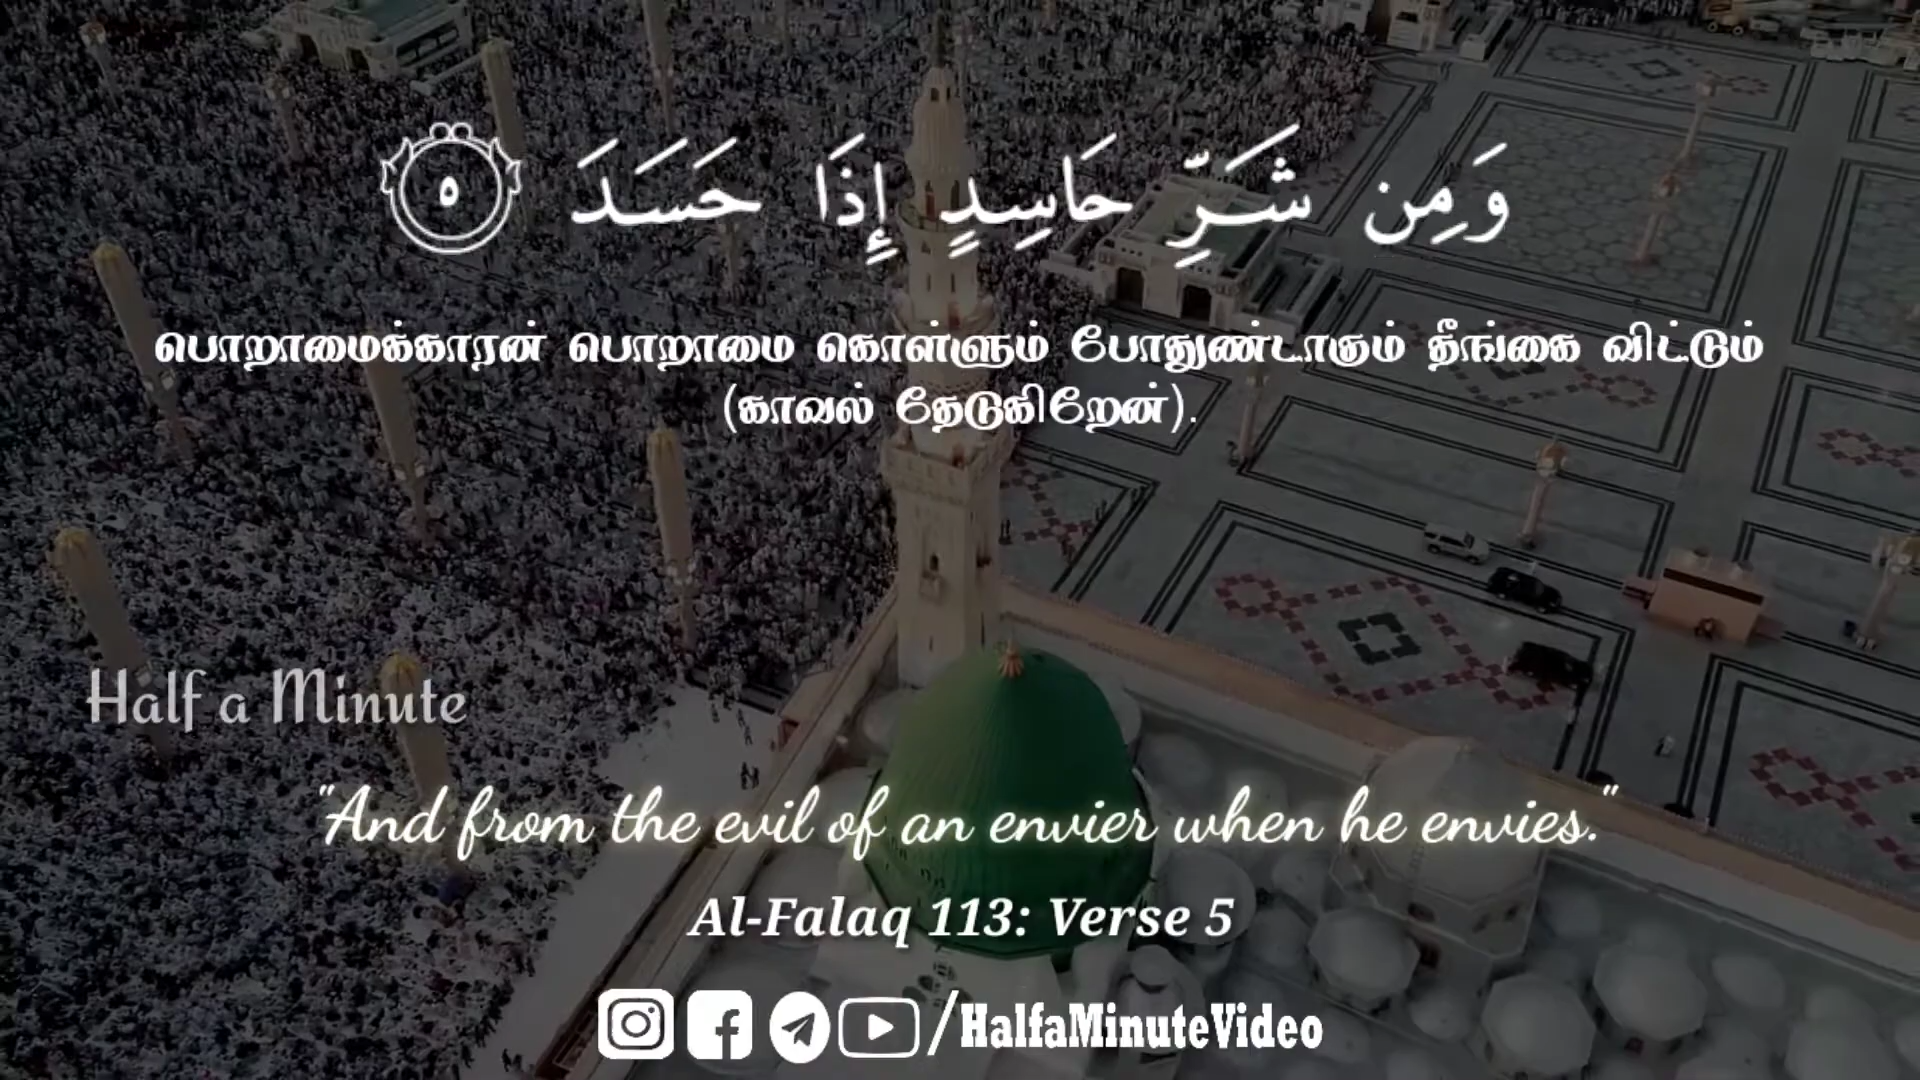 وَمِن شَرِّ حَاسِدٍ إِذَا حَسَدَ ٥
பொறாமைக்காரன் பொறாமை கொள்ளும் போதுண்டாகும் தீங்கை விட்டும்
(காவல் தேடுகிறேன்).
Half a Minute
"And from the evil of an envier when he envies."
Al-Falaq 113: Verse 5
/HalfaMinuteVideo